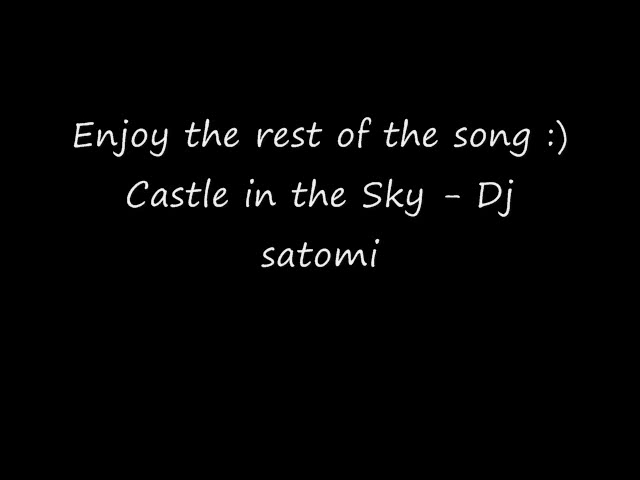 Enjoy the rest of the song :)
Castle in the Sky - Dj
satomi